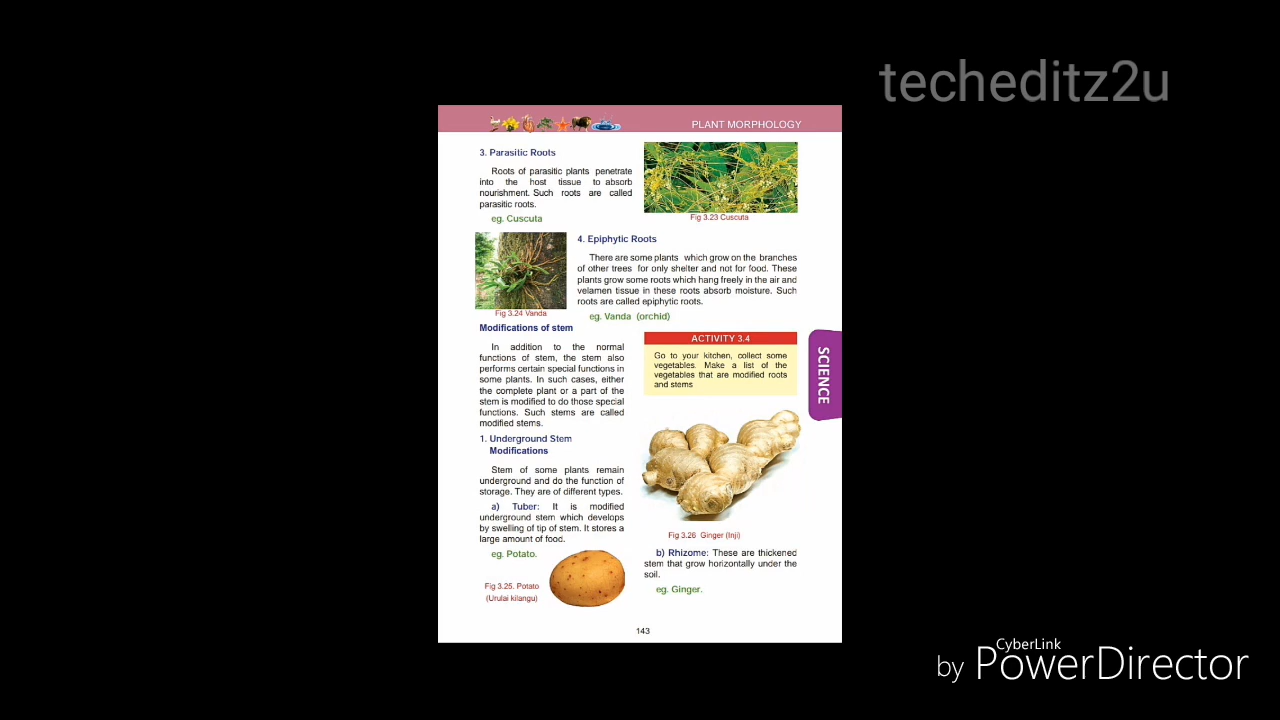 techeditz2u
PLANT MORPHOLOGY
3. Parasitic Roots
Roots of parasitic plants penetrate
into the host tissue to absorb
nourishment. Such roots are called
parasitic roots.
eg. Cuscuta
Fig 3.23 Cuscuta
Fig 3.24 Vanda
4. Epiphytic Roots
There are some plants which grow on the branches
of other trees for only shelter and not for food. These
plants grow some roots which hang freely in the air and
velamen tissue in these roots absorb moisture. Such
roots are called epiphytic roots.
eg. Vanda (orchid)
Modifications of stem
In addition to the normal
functions of stem, the stem also
performs certain special functions in
some plants. In such cases, either
the complete plant or a part of the
stem is modified to do those special
functions. Such stems are called
modified stems.
1. Underground Stem
Modifications
Stem of some plants remain
underground and do the function of
storage. They are of different types.
a) Tuber: It is modified
underground stem which develops
by swelling of tip of stem. It stores a
large amount of food.
eg. Potato.
Fig 3.25. Potato
(Urulai kilangu)
ACTIVITY 3.4
Go to your kitchen, collect some
vegetables. Make a list of the
vegetables that are modified roots
and stems
Fig 3.26 Ginger (Inji)
b) Rhizome: These are thickened
stem that grow horizontally under the
soil.
eg. Ginger.
SCIENCE
143
CyberLink
by PowerDirector